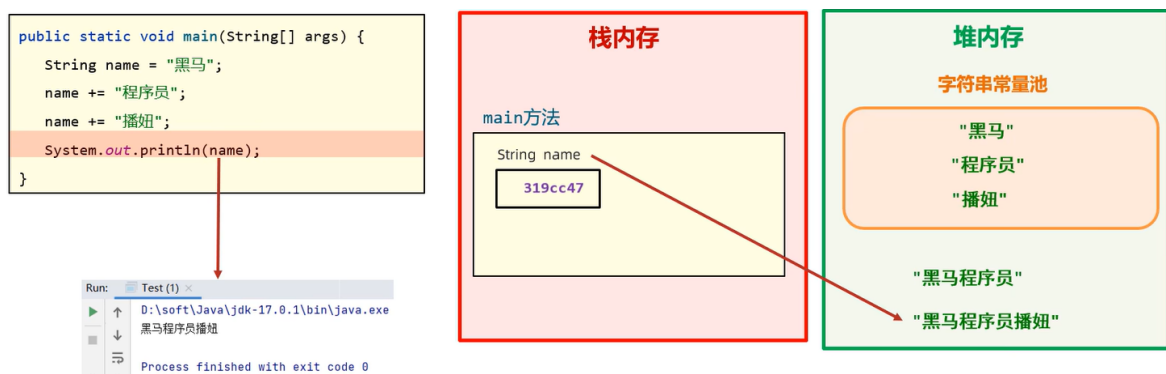 public static void main(String[] args) {
String name = "黑马";
name += "程序员";
name += "播妞";
System.out.println(name);
}
Run: Test (1) ×
D:\soft\Java\jdk-17.0.1\bin\java.exe
黑马程序员播妞
Process finished with exit code 0
栈内存
main方法
String name
319cc47
堆内存
字符串常量池
"黑马"
"程序员"
"播妞"
"黑马程序员"
"黑马程序员播妞"